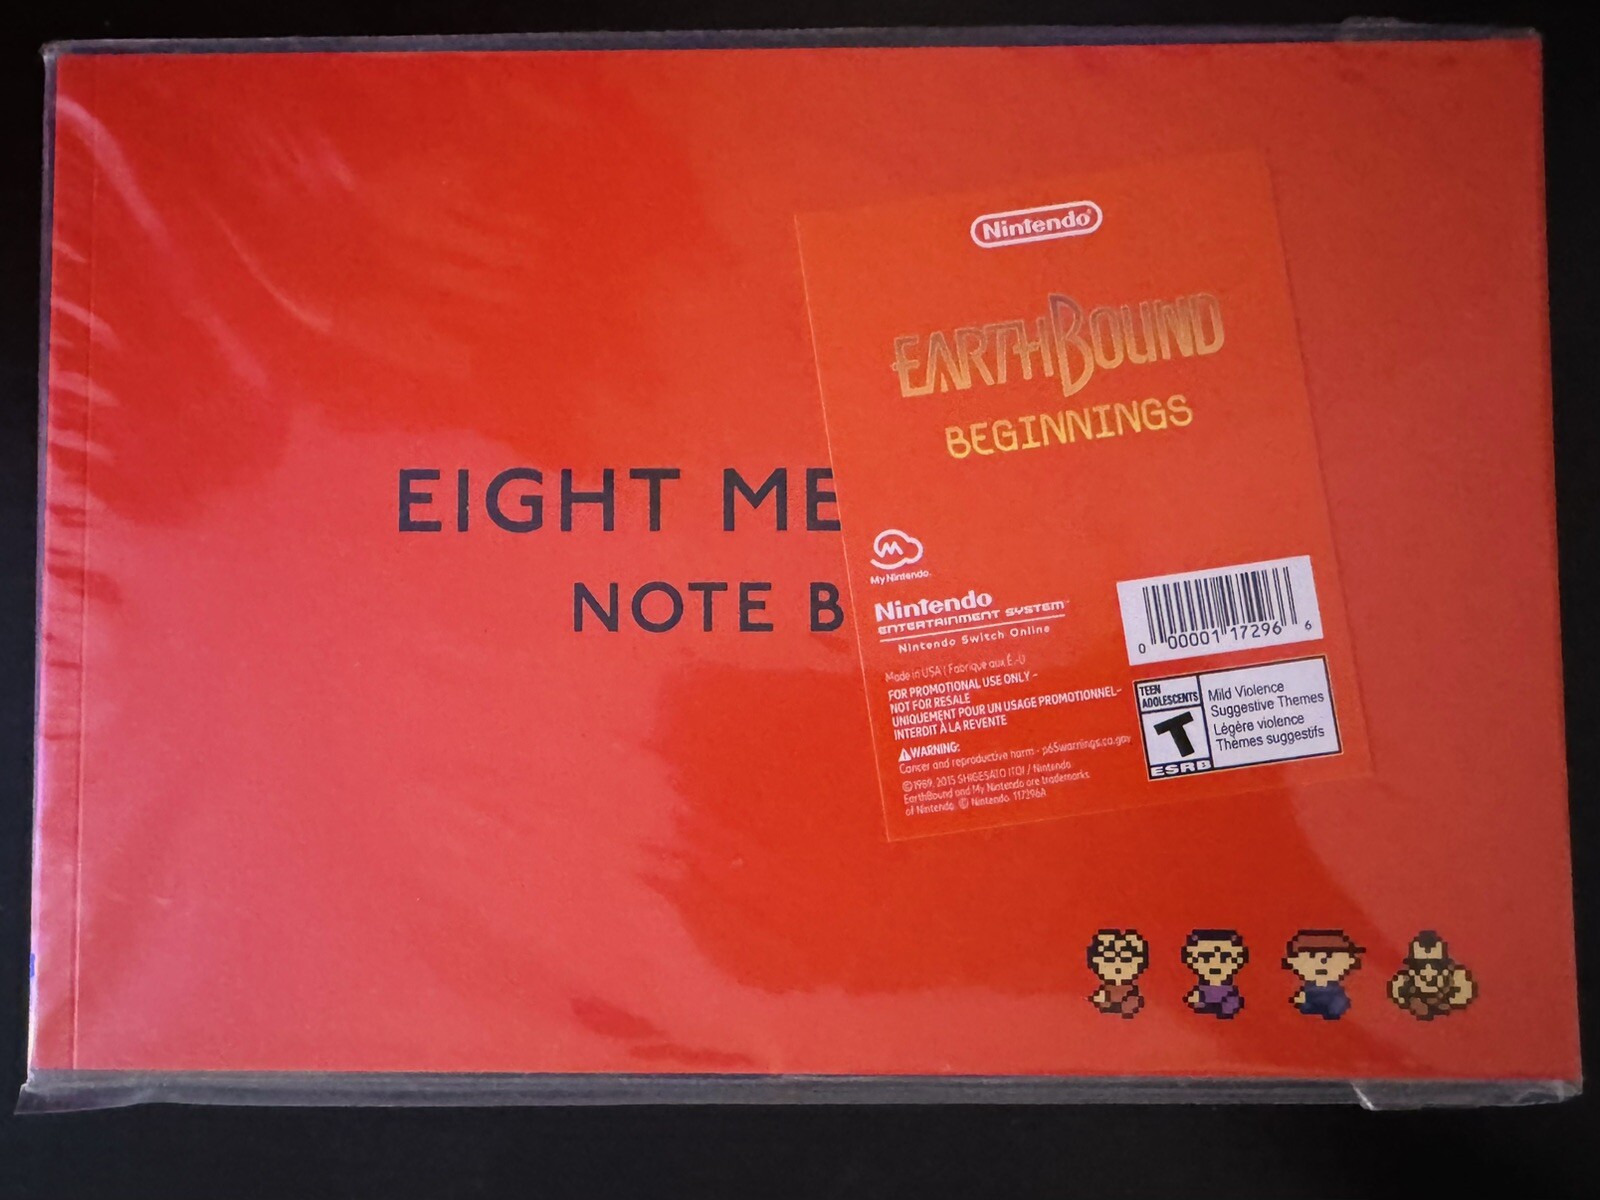 Nintendo®
EARTHBOUND
BEGINNINGS
EIGHT ME
NOTE B
My Nintendo
Nintendo
ENTERTAINMENT SYSTEM™
Nintendo Switch Online
Made in USA / Fabriqué aux É.-U
FOR PROMOTIONAL USE ONLY –
NOT FOR RESALE
UNIQUEMENT POUR UN USAGE PROMOTIONNEL–
INTERDIT À LA REVENTE
⚠WARNING:
Cancer and reproductive harm - p65warnings.ca.gov
©1989, 2015 SHIGESATO ITOI / Nintendo
EarthBound and My Nintendo are trademarks
of Nintendo. © Nintendo. 117296A
0 00001 17296 6
TEEN
ADOLESCENTS
T
ESRB
Mild Violence
Suggestive Themes
Légère violence
Thèmes suggestifs